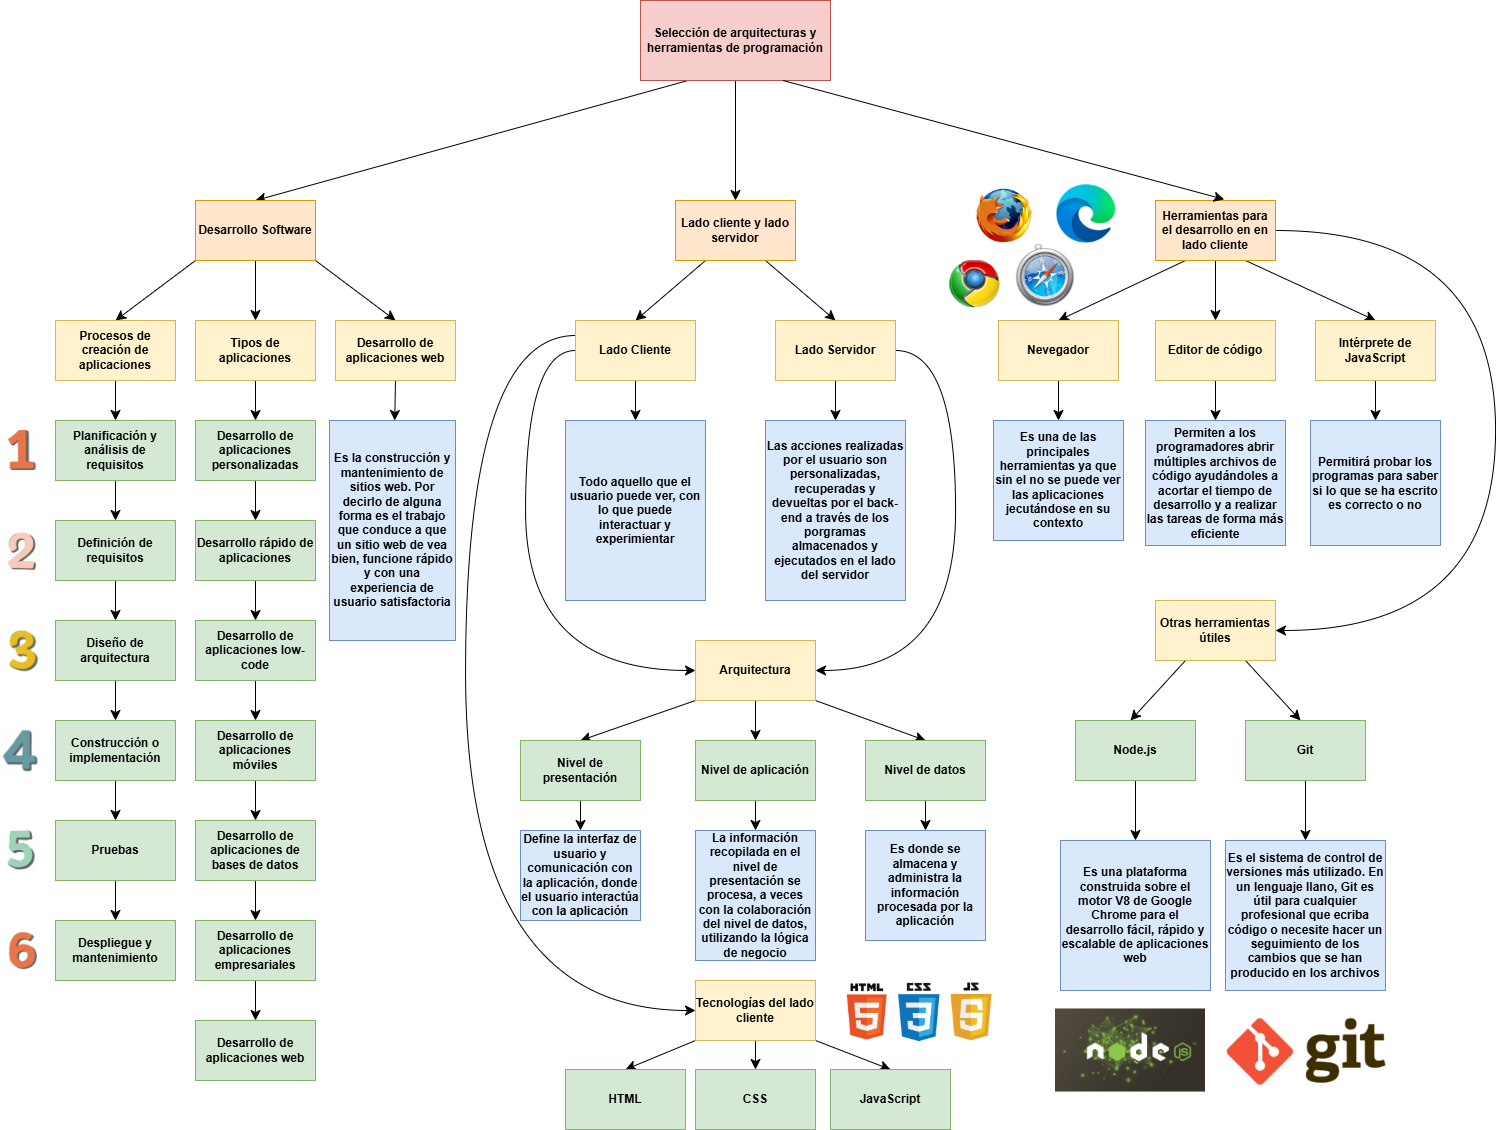 Selección de arquitecturas y
herramientas de programación
Desarrollo Software
Lado cliente y lado
servidor
Herramientas para
el desarrollo en en
lado cliente
Procesos de
creación de
aplicaciones
Tipos de
aplicaciones
Desarrollo de
aplicaciones web
Lado Cliente
Lado Servidor
Nevegador
Editor de código
Intérprete de
JavaScript
1
Planificación y
análisis de
requisitos
2
Definición de
requisitos
3
Diseño de
arquitectura
4
Construcción o
implementación
5
Pruebas
6
Despliegue y
mantenimiento
Desarrollo de
aplicaciones
personalizadas
Desarrollo rápido de
aplicaciones
Desarrollo de
aplicaciones low-
code
Desarrollo de
aplicaciones
móviles
Desarrollo de
aplicaciones de
bases de datos
Desarrollo de
aplicaciones
empresariales
Desarrollo de
aplicaciones web
Es la construcción y
mantenimiento de
sitios web. Por
decirlo de alguna
forma es el trabajo
que conduce a que
un sitio web de vea
bien, funcione rápido
y con una
experiencia de
usuario satisfactoria
Todo aquello que el
usuario puede ver, con
lo que puede
interactuar y
experimientar
Las acciones realizadas
por el usuario son
personalizadas,
recuperadas y
devueltas por el back-
end a través de los
porgramas
almacenados y
ejecutados en el lado
del servidor
Es una de las
principales
herramientas ya que
sin el no se puede ver
las aplicaciones
jecutándose en su
contexto
Permiten a los
programadores abrir
múltiples archivos de
código ayudándoles a
acortar el tiempo de
desarrollo y a realizar
las tareas de forma más
eficiente
Permitirá probar los
programas para saber
si lo que se ha escrito
es correcto o no
Arquitectura
Nivel de
presentación
Nivel de aplicación
Nivel de datos
Define la interfaz de
usuario y
comunicación con
la aplicación, donde
el usuario interactúa
con la aplicación
La información
recopilada en el
nivel de
presentación se
procesa, a veces
con la colaboración
del nivel de datos,
utilizando la lógica
de negocio
Es donde se
almacena y
administra la
información
procesada por la
aplicación
Tecnologías del lado
cliente
HTML
5
CSS
3
JS
5
HTML
CSS
JavaScript
Otras herramientas
útiles
Node.js
Git
Es una plataforma
construida sobre el
motor V8 de Google
Chrome para el
desarrollo fácil, rápido y
escalable de aplicaciones
web
Es el sistema de control de
versiones más utilizado. En
un lenguaje llano, Git es
útil para cualquier
profesional que ecriba
código o necesite hacer un
seguimiento de los
cambios que se han
producido en los archivos
node JS
git